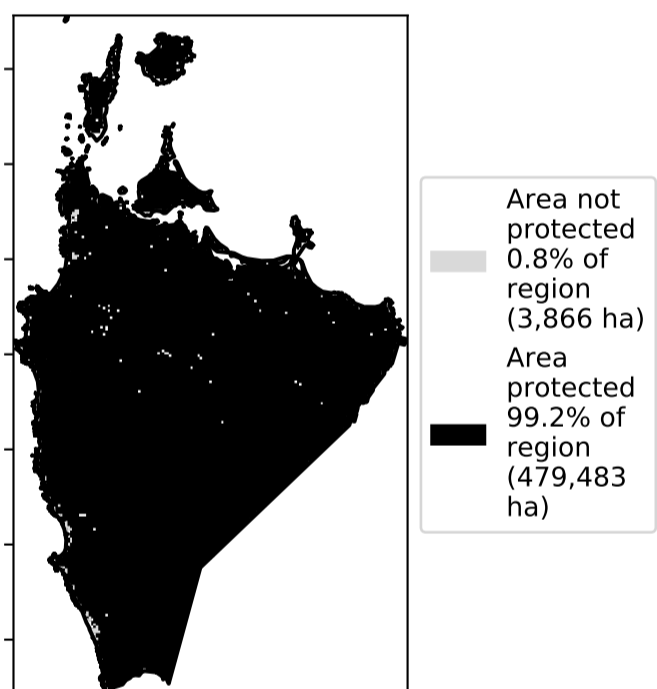 Area not
protected
0.8% of
region
(3,866 ha)
Area
protected
99.2% of
region
(479,483
ha)